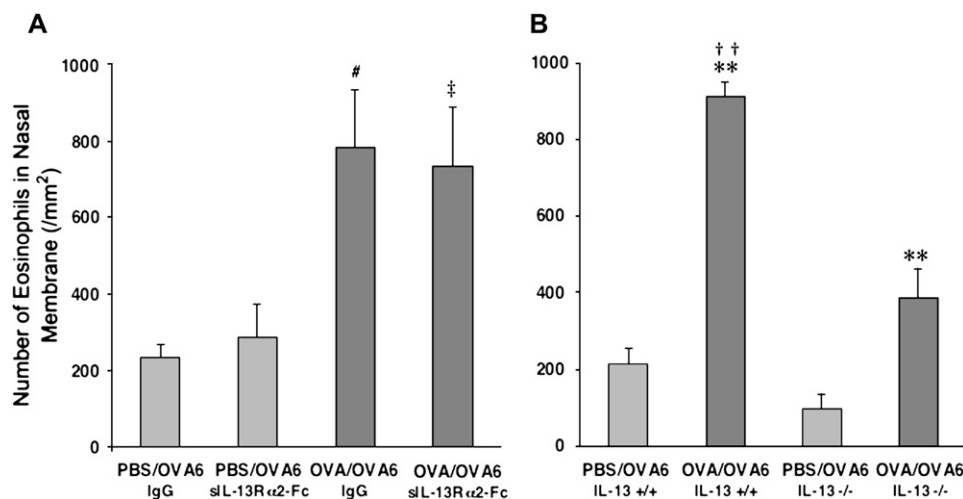 A
B
Number of Eosinophils in Nasal
Membrane (/mm²)
1000
800
600
400
200
0
#
‡
PBS/OVA6
PBS/OVA6
OVA/OVA6
OVA/OVA6
IgG
sIL-13Rα2-Fc
IgG
sIL-13Rα2-Fc
1000
800
600
400
200
0
† †
**
**
PBS/OVA6
OVA/OVA6
PBS/OVA6
OVA/OVA6
IL-13 +/+
IL-13 +/+
IL-13 -/-
IL-13 -/-